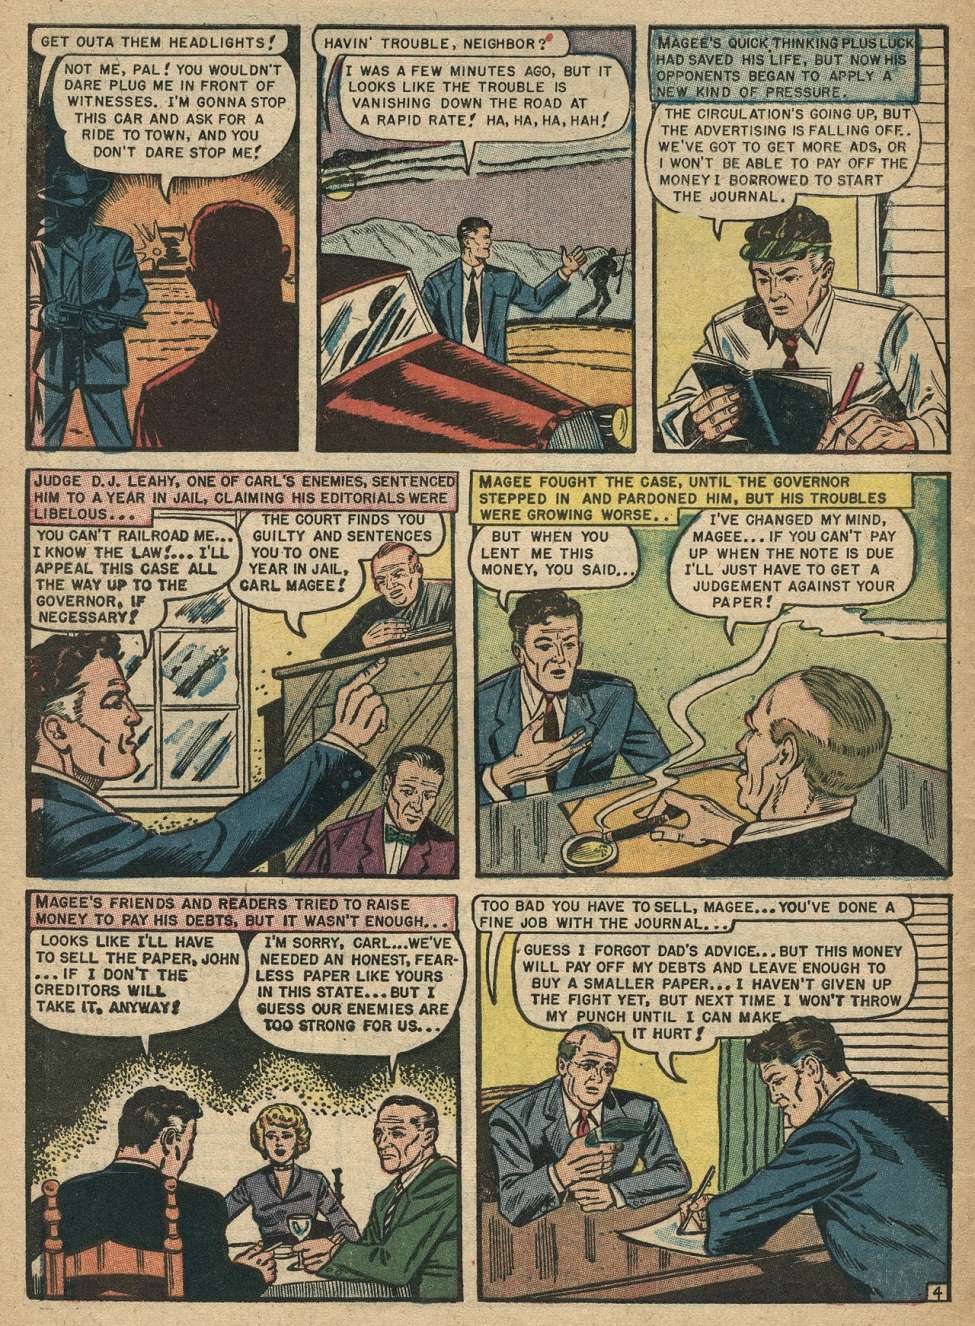 GET OUTA THEM HEADLIGHTS!
NOT ME, PAL! YOU WOULDN'T
DARE PLUG ME IN FRONT OF
WITNESSES. I'M GONNA STOP
THIS CAR AND ASK FOR A
RIDE TO TOWN, AND YOU
DON'T DARE STOP ME!
HAVIN' TROUBLE, NEIGHBOR?
I WAS A FEW MINUTES AGO, BUT IT
LOOKS LIKE THE TROUBLE IS
VANISHING DOWN THE ROAD AT
A RAPID RATE! HA, HA, HA, HAH!
MAGEE'S QUICK THINKING PLUS LUCK
HAD SAVED HIS LIFE, BUT NOW HIS
OPPONENTS BEGAN TO APPLY A
NEW KIND OF PRESSURE.
THE CIRCULATION'S GOING UP, BUT
THE ADVERTISING IS FALLING OFF.
WE'VE GOT TO GET MORE ADS, OR
I WON'T BE ABLE TO PAY OFF THE
MONEY I BORROWED TO START
THE JOURNAL.
JUDGE D.J. LEAHY, ONE OF CARL'S ENEMIES, SENTENCED
HIM TO A YEAR IN JAIL, CLAIMING HIS EDITORIALS WERE
LIBELOUS...
YOU CAN'T RAILROAD ME...
I KNOW THE LAW!... I'LL
APPEAL THIS CASE ALL
THE WAY UP TO THE
GOVERNOR, IF
NECESSARY!
THE COURT FINDS YOU
GUILTY AND SENTENCES
YOU TO ONE
YEAR IN JAIL,
CARL MAGEE!
MAGEE FOUGHT THE CASE, UNTIL THE GOVERNOR
STEPPED IN AND PARDONED HIM, BUT HIS TROUBLES
WERE GROWING WORSE..
BUT WHEN YOU
LENT ME THIS
MONEY, YOU SAID...
I'VE CHANGED MY MIND,
MAGEE... IF YOU CAN'T PAY
UP WHEN THE NOTE IS DUE
I'LL JUST HAVE TO GET A
JUDGEMENT AGAINST YOUR
PAPER!
MAGEE'S FRIENDS AND READERS TRIED TO RAISE
MONEY TO PAY HIS DEBTS, BUT IT WASN'T ENOUGH...
LOOKS LIKE I'LL HAVE
TO SELL THE PAPER, JOHN
...IF I DON'T THE
CREDITORS WILL
TAKE IT, ANYWAY!
I'M SORRY, CARL...WE'VE
NEEDED AN HONEST, FEAR-
LESS PAPER LIKE YOURS
IN THIS STATE...BUT I
GUESS OUR ENEMIES ARE
TOO STRONG FOR US...
TOO BAD YOU HAVE TO SELL, MAGEE...YOU'VE DONE A
FINE JOB WITH THE JOURNAL...
GUESS I FORGOT DAD'S ADVICE...BUT THIS MONEY
WILL PAY OFF MY DEBTS AND LEAVE ENOUGH TO
BUY A SMALLER PAPER...I HAVEN'T GIVEN UP
THE FIGHT YET, BUT NEXT TIME I WON'T THROW
MY PUNCH UNTIL I CAN MAKE
IT HURT!
4